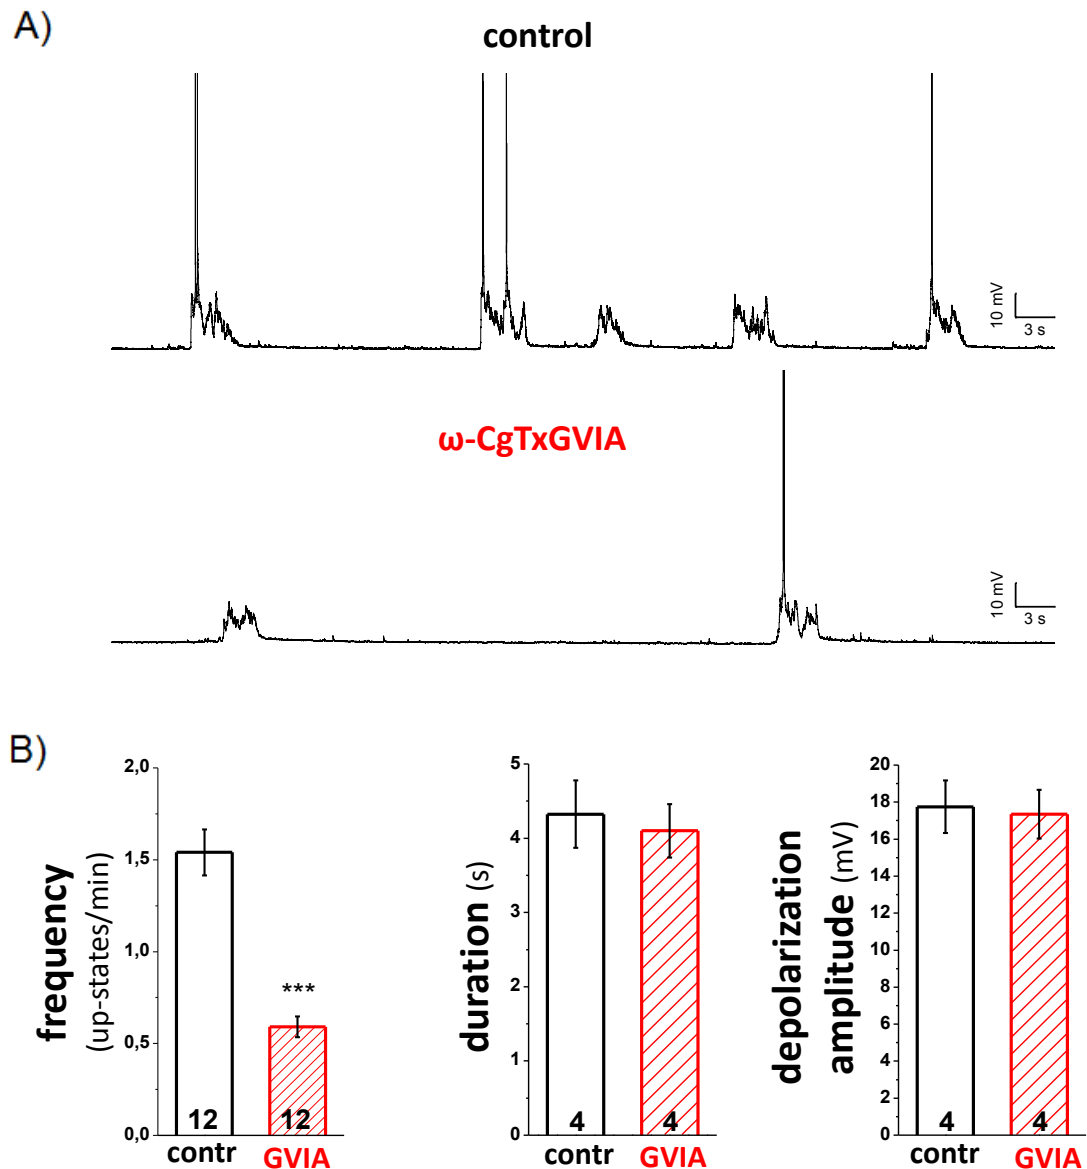 A)
control
10 mV
3 s
ω-CgTxGVIA
10 mV
3 s
B)
frequency
(up-states/min)
2,0
1,5
1,0
0,5
0,0
***
12
12
contr
GVIA
duration (s)
5
4
3
2
1
0
4
4
contr
GVIA
depolarization
amplitude (mV)
20
18
16
14
12
10
8
6
4
2
0
4
4
contr
GVIA